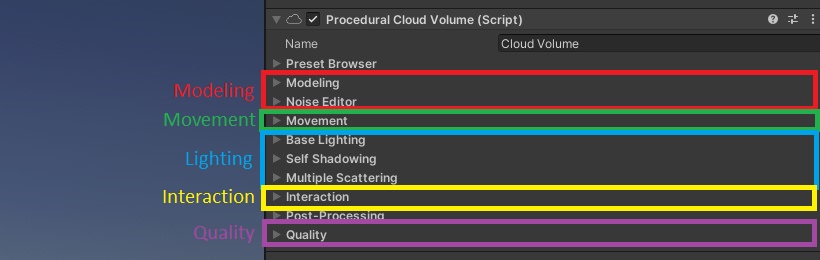 Procedural Cloud Volume (Script)
Name Cloud Volume
Preset Browser
Modeling Modeling
Noise Editor
Movement Movement
Base Lighting
Lighting Self Shadowing
Multiple Scattering
Interaction Interaction
Post-Processing
Quality Quality